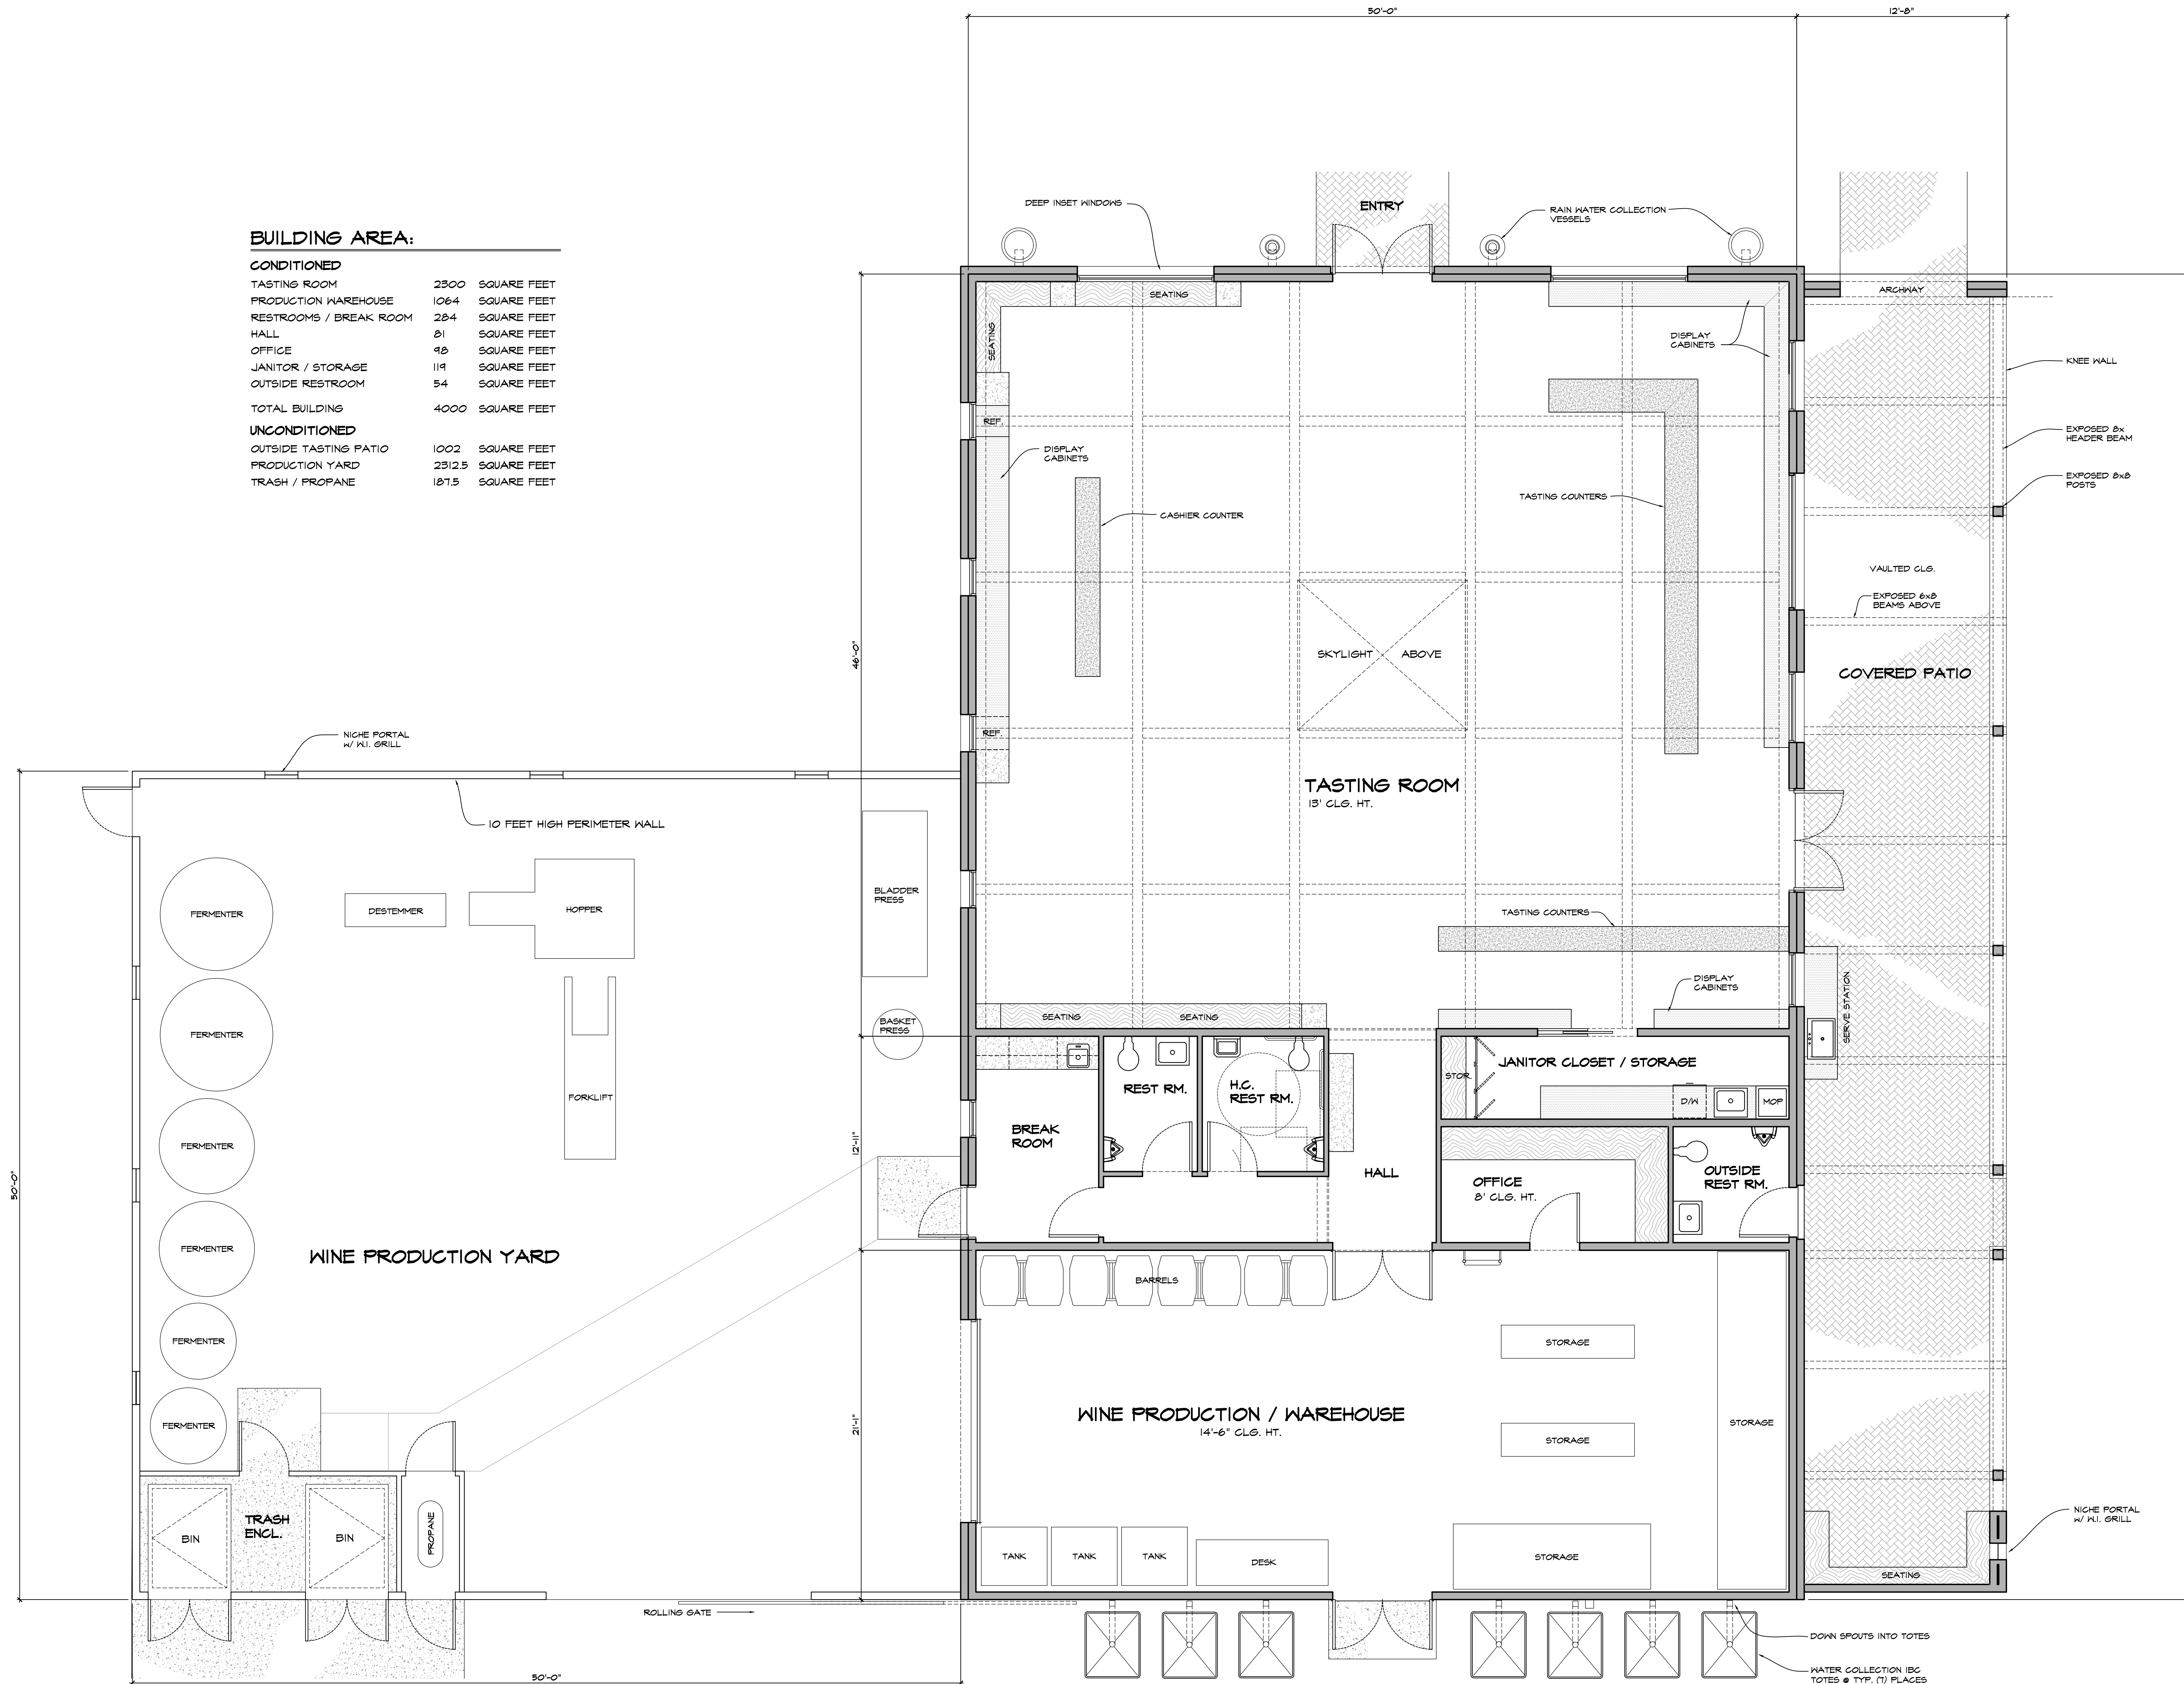 50'-0"
12'-8"
DEEP INSET WINDOWS
ENTRY
RAIN WATER COLLECTION
VESSELS
BUILDING AREA:
CONDITIONED
TASTING ROOM 2300 SQUARE FEET
PRODUCTION WAREHOUSE 1064 SQUARE FEET
RESTROOMS / BREAK ROOM 284 SQUARE FEET
HALL 81 SQUARE FEET
OFFICE 98 SQUARE FEET
JANITOR / STORAGE 119 SQUARE FEET
OUTSIDE RESTROOM 54 SQUARE FEET
TOTAL BUILDING 4000 SQUARE FEET
UNCONDITIONED
OUTSIDE TASTING PATIO 1002 SQUARE FEET
PRODUCTION YARD 2312.5 SQUARE FEET
TRASH / PROPANE 187.5 SQUARE FEET
SEATING
SEATING
ARCHWAY
DISPLAY
CABINETS
KNEE WALL
REF.
DISPLAY
CABINETS
EXPOSED 8x
HEADER BEAM
EXPOSED 8x8
POSTS
CASHIER COUNTER
TASTING COUNTERS
VAULTED CLG.
EXPOSED 6x8
BEAMS ABOVE
46'-0"
SKYLIGHT ABOVE
COVERED PATIO
REF.
NICHE PORTAL
w/ W.I. GRILL
TASTING ROOM
13' CLG. HT.
10 FEET HIGH PERIMETER WALL
FERMENTER
DESTEMMER
HOPPER
BLADDER
PRESS
TASTING COUNTERS
DISPLAY
CABINETS
SERVE STATION
SEATING
SEATING
FERMENTER
BASKET
PRESS
JANITOR CLOSET / STORAGE
STOR.
D/W
MOP
FORKLIFT
REST RM.
H.C.
REST RM.
BREAK
ROOM
12'-11"
FERMENTER
HALL
OFFICE
8' CLG. HT.
OUTSIDE
REST RM.
50'-0"
FERMENTER
WINE PRODUCTION YARD
BARRELS
FERMENTER
STORAGE
FERMENTER
WINE PRODUCTION / WAREHOUSE
14'-6" CLG. HT.
21'-1"
STORAGE
STORAGE
BIN
TRASH
ENCL.
BIN
PROPANE
TANK
TANK
TANK
DESK
STORAGE
SEATING
NICHE PORTAL
w/ W.I. GRILL
ROLLING GATE
DOWN SPOUTS INTO TOTES
50'-0"
WATER COLLECTION IBC
TOTES @ TYP. (7) PLACES